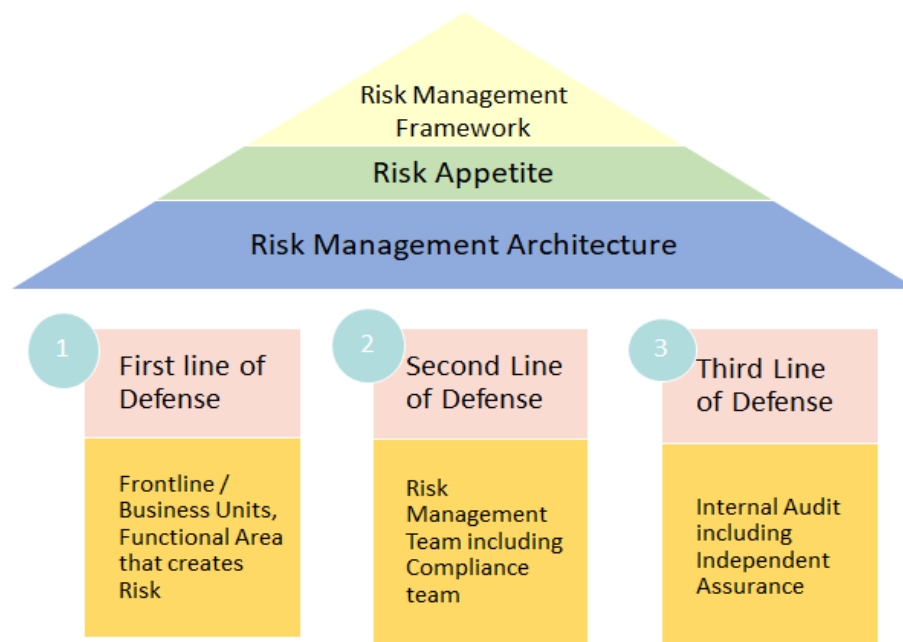 Risk Management
Framework
Risk Appetite
Risk Management Architecture
1
First line of
Defense
Frontline /
Business Units,
Functional Area
that creates
Risk
2
Second Line
of Defense
Risk
Management
Team including
Compliance
team
3
Third Line
of Defense
Internal Audit
including
Independent
Assurance